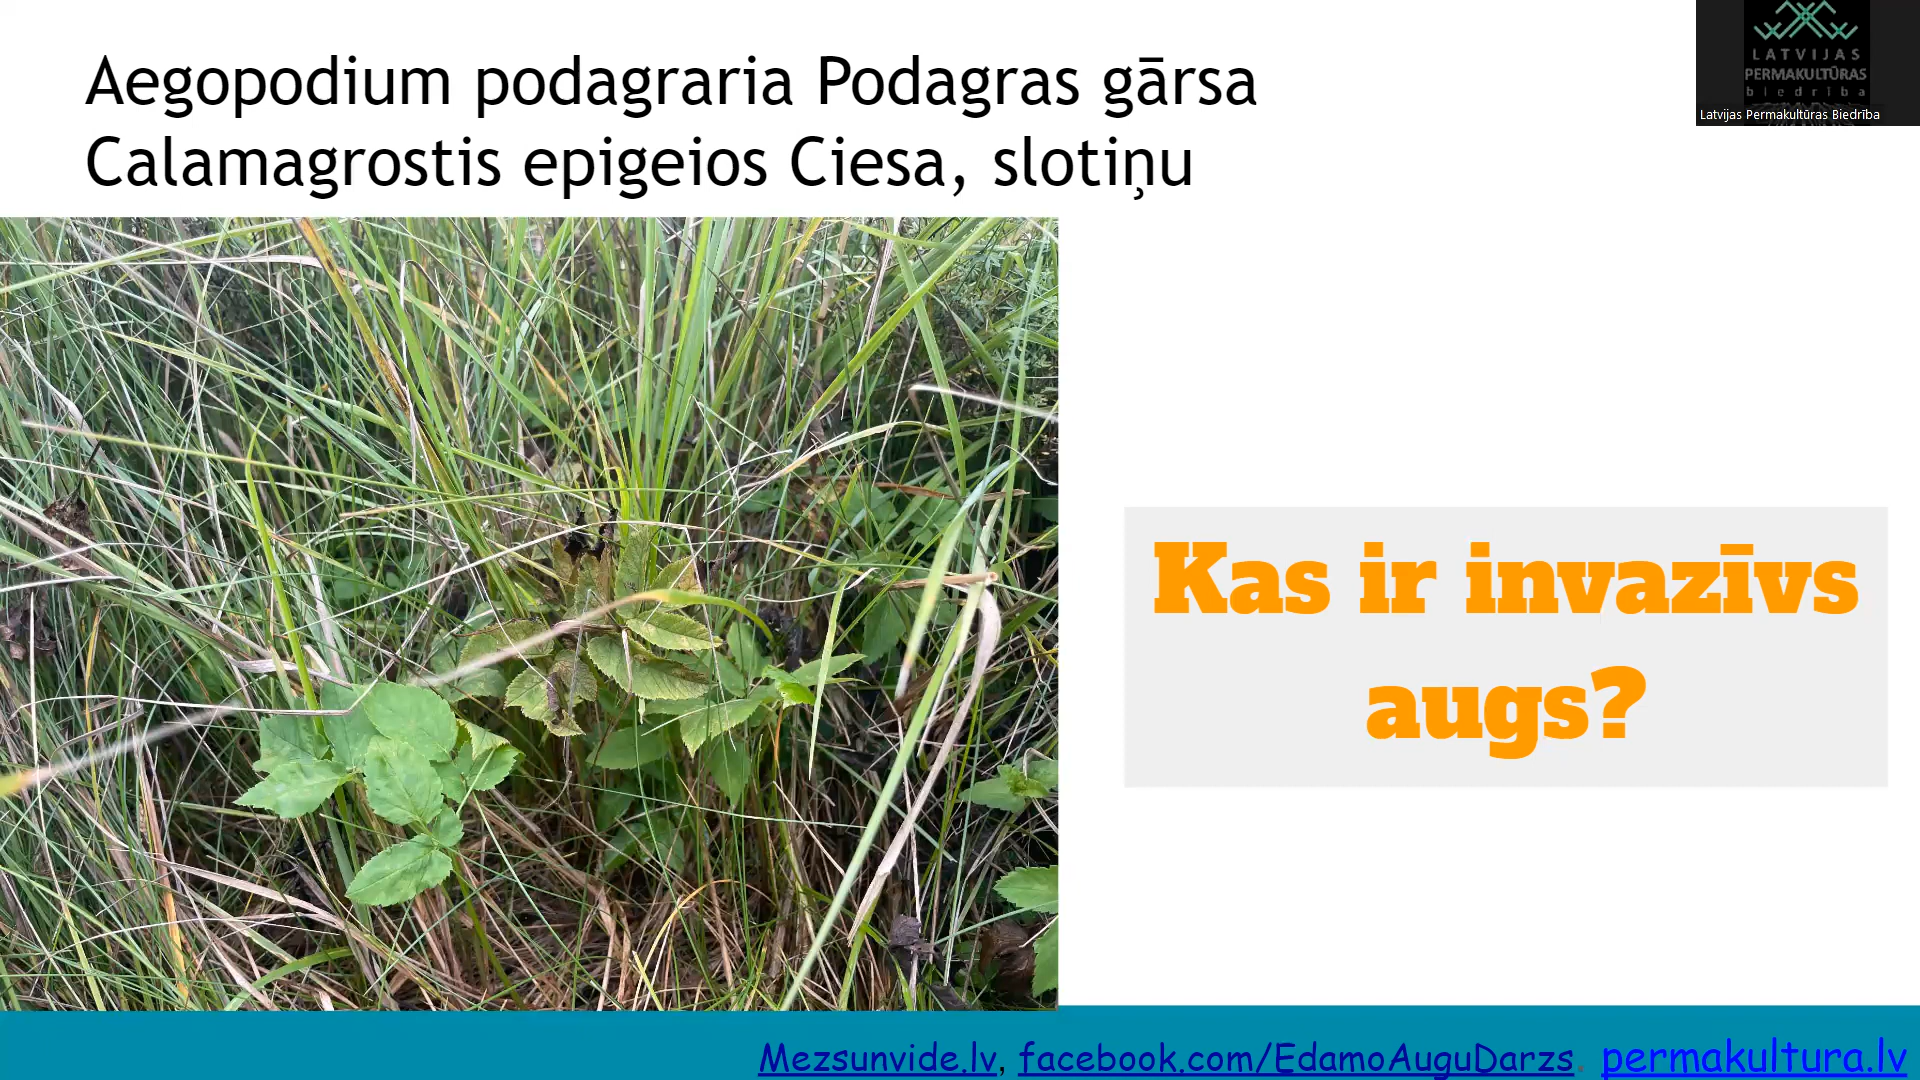 Aegopodium podagraria Podagras gārsa
Calamagrostis epigeios Ciesa, slotiņu
LATVIJAS
PERMAKULTŪRAS
biedrība
Latvijas Permakultūras Biedrība
Kas ir invazīvs
augs?
Mezsunvide.lv, facebook.com/EdamoAuguDarzs. permakultura.lv